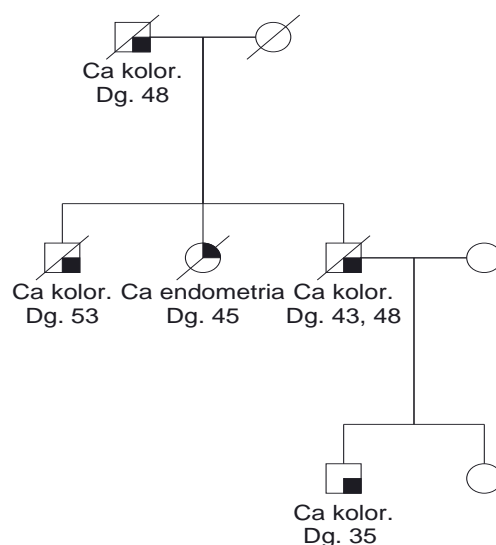 Ca kolor.
Dg. 48
Ca kolor.
Dg. 53
Ca endometria
Dg. 45
Ca kolor.
Dg. 43, 48
Ca kolor.
Dg. 35